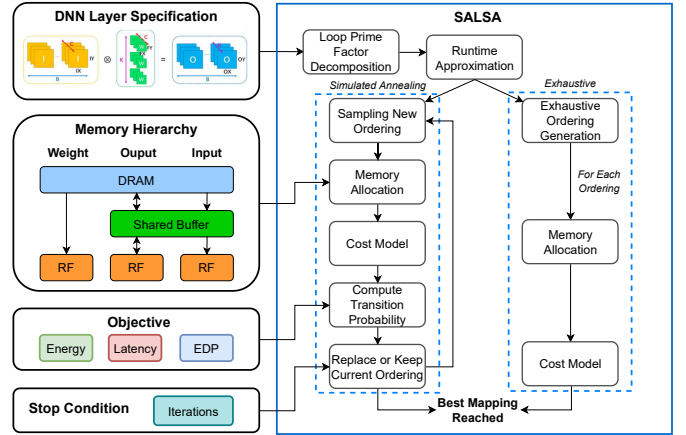 DNN Layer Specification
I
I
C
IY
IX
B
⊗
K
C
W
FY
FX
W
W
=
O
O
OY
OX
B
Memory Hierarchy
Weight
Ouput
Input
DRAM
Shared Buffer
RF
RF
RF
Objective
Energy
Latency
EDP
Stop Condition
Iterations
SALSA
Loop Prime
Factor
Decomposition
Runtime
Approximation
Simulated Annealing
Exhaustive
Sampling New
Ordering
Memory
Allocation
Cost Model
Compute
Transition
Probability
Replace or Keep
Current Ordering
Exhaustive
Ordering
Generation
For Each
Ordering
Memory
Allocation
Cost Model
Best Mapping
Reached